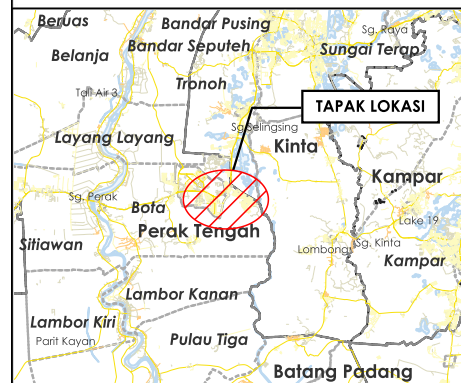 Beruas
Bandar Pusing
Sg. Raya
Belanja
Bandar Seputeh
Sungai Terap
Tronoh
Tali Air 3
TAPAK LOKASI
Sg Selingsing
Layang Layang
Kinta
Kampar
Sg. Perak
Bota
Lake 19
Perak Tengah
Sitiawan
Lombong
Sg. Kinta
Kampar
Lambor Kanan
Lambor Kiri
Parit Kayan
Pulau Tiga
Batang Padang